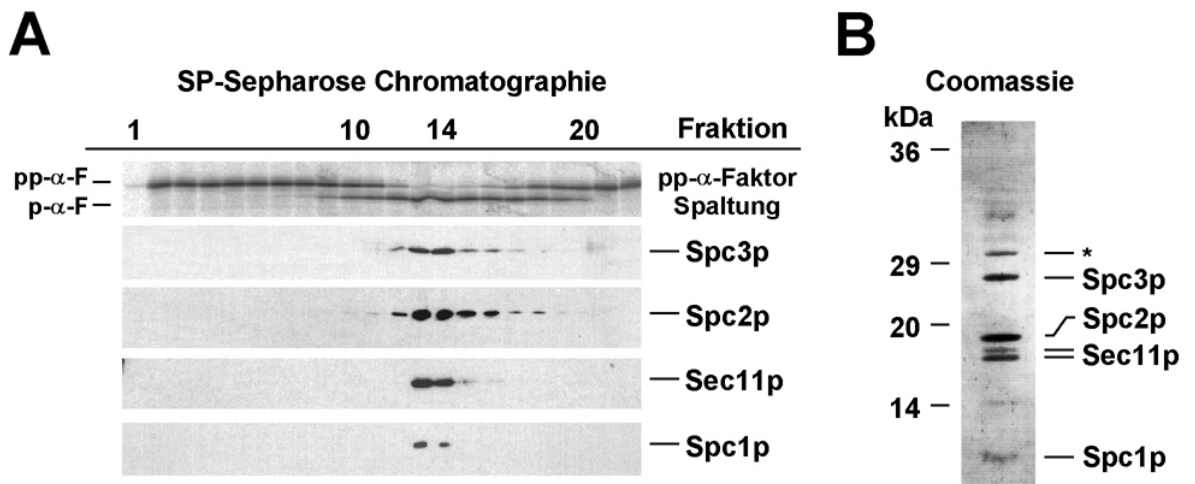 A
SP-Sepharose Chromatographie
1 10 14 20 Fraktion
pp-α-F
p-α-F
pp-α-Faktor
Spaltung
Spc3p
Spc2p
Sec11p
Spc1p
B
Coomassie
kDa
36
29
20
14
*
Spc3p
Spc2p
Sec11p
Spc1p